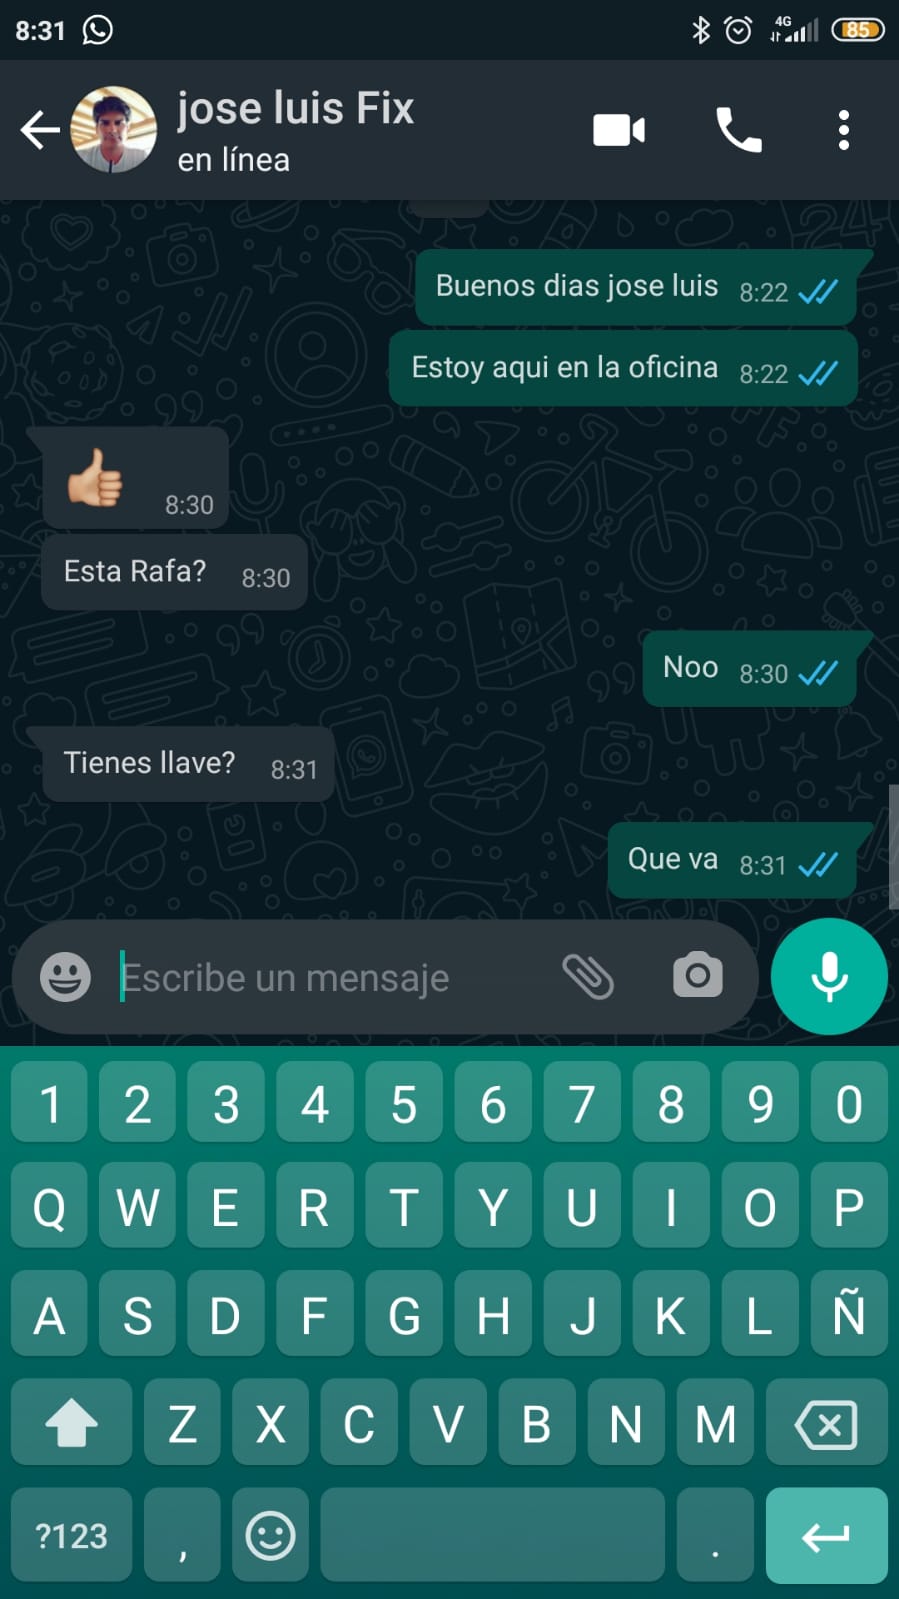 8:31
4G
85
jose luis Fix
en línea
Buenos dias jose luis 8:22
Estoy aqui en la oficina 8:22
8:30
Esta Rafa? 8:30
Noo 8:30
Tienes llave? 8:31
Que va 8:31
Escribe un mensaje
1 2 3 4 5 6 7 8 9 0
Q W E R T Y U I O P
A S D F G H J K L Ñ
Z X C V B N M
?123 , .